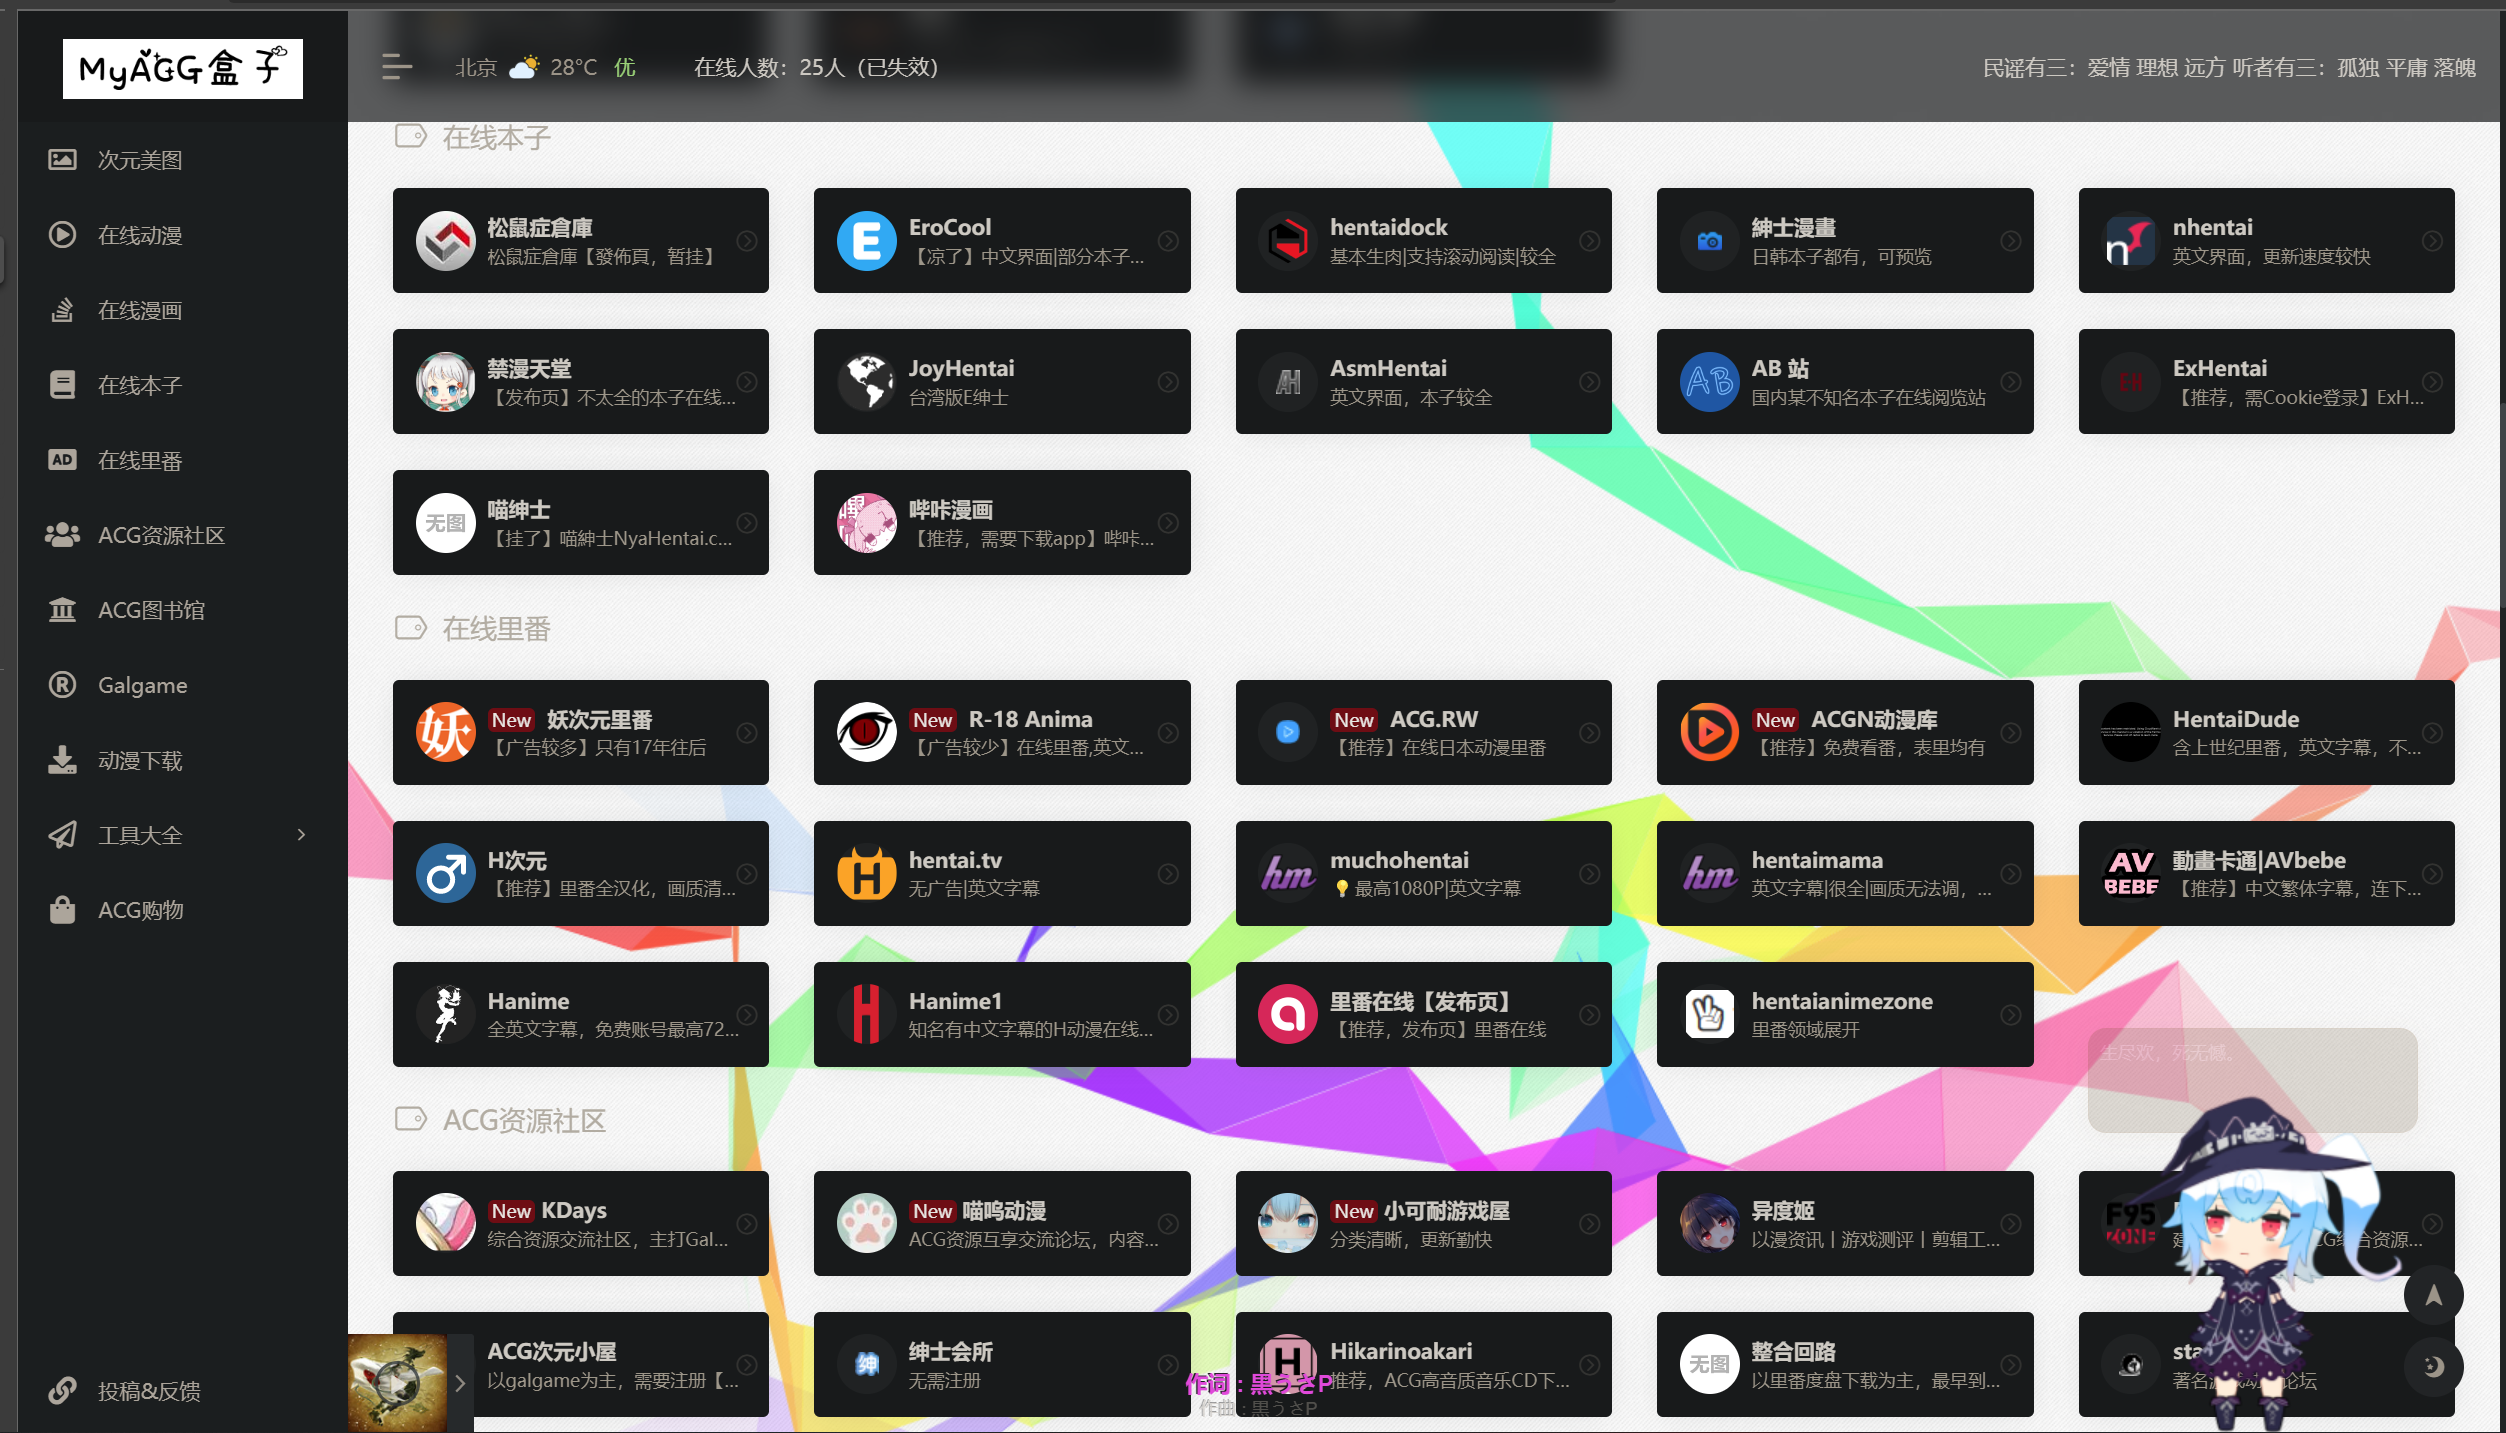 MyACG盒子
北京 28°C 优 在线人数：25人（已失效）
民谣有三：爱情 理想 远方 听者有三：孤独 平庸 落魄
次元美图
在线动漫
在线漫画
在线本子
AD 在线里番
ACG资源社区
ACG图书馆
Galgame
动漫下载
工具大全
ACG购物
投稿&反馈
在线本子
松鼠症倉庫
松鼠症倉庫【發佈頁，暂挂】
EroCool
【凉了】中文界面|部分本子...
hentaidock
基本生肉|支持滚动阅读|较全
紳士漫畫
日韩本子都有，可预览
nhentai
英文界面，更新速度较快
禁漫天堂
【发布页】不太全的本子在线...
JoyHentai
台湾版E绅士
AsmHentai
英文界面，本子较全
AB 站
国内某不知名本子在线阅览站
ExHentai
【推荐，需Cookie登录】ExH...
无图
喵绅士
【挂了】喵紳士NyaHentai.c...
哔咔漫画
【推荐，需要下载app】哔咔...
在线里番
妖
New 妖次元里番
【广告较多】只有17年往后
New R-18 Anima
【广告较少】在线里番,英文...
New ACG.RW
【推荐】在线日本动漫里番
New ACGN动漫库
【推荐】免费看番，表里均有
HentaiDude
含上世纪里番，英文字幕，不...
H次元
【推荐】里番全汉化，画质清...
hentai.tv
无广告|英文字幕
hm
muchohentai
最高1080P|英文字幕
hm
hentaimama
英文字幕|很全|画质无法调，...
AV BEBE
動畫卡通|AVbebe
【推荐】中文繁体字幕，连下...
Hanime
全英文字幕，免费账号最高72...
Hanime1
知名有中文字幕的H动漫在线...
里番在线【发布页】
【推荐，发布页】里番在线
hentaianimezone
里番领域展开
生尽欢，死无憾。
ACG资源社区
New KDays
综合资源交流社区，主打Gal...
New 喵呜动漫
ACG资源互享交流论坛，内容...
New 小可耐游戏屋
分类清晰，更新勤快
异度姬
以漫资讯丨游戏测评丨剪辑工...
F95 ZONE
ACG次元小屋
以galgame为主，需要注册【...
绅
绅士会所
无需注册
Hikarinoakari
推荐，ACG高音质音乐CD下...
无图
整合回路
以里番度盘下载为主，最早到...
sta
著名
论坛
作词 : 黒うさP
作曲 : 黒うさP